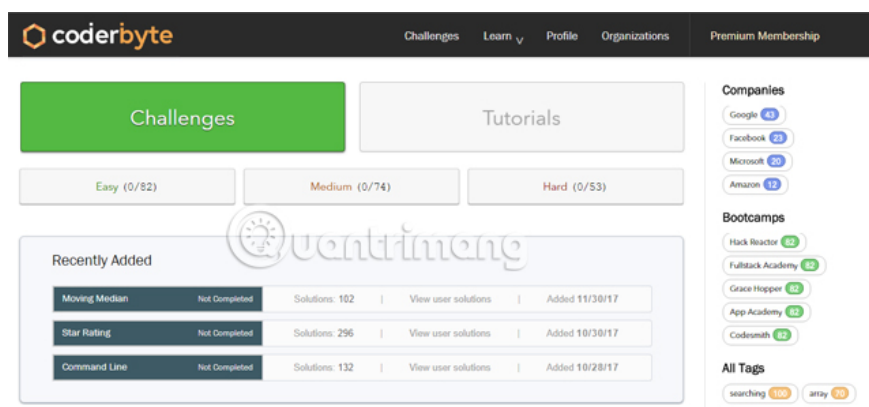 coderbyte
Challenges Learn Profile Organizations Premium Membership
Challenges
Tutorials
Easy (0/82)
Medium (0/74)
Hard (0/53)
Quantrimang
Recently Added
Moving Median Not Completed Solutions: 102 | View user solutions | Added 11/30/17
Star Rating Not Completed Solutions: 296 | View user solutions | Added 10/30/17
Command Line Not Completed Solutions: 132 | View user solutions | Added 10/28/17
Companies
Google 43
Facebook 23
Microsoft 20
Amazon 12
Bootcamps
Hack Reactor 82
Fullstack Academy 82
Grace Hopper 82
App Academy 82
Codesmith 82
All Tags
searching 100 array 70